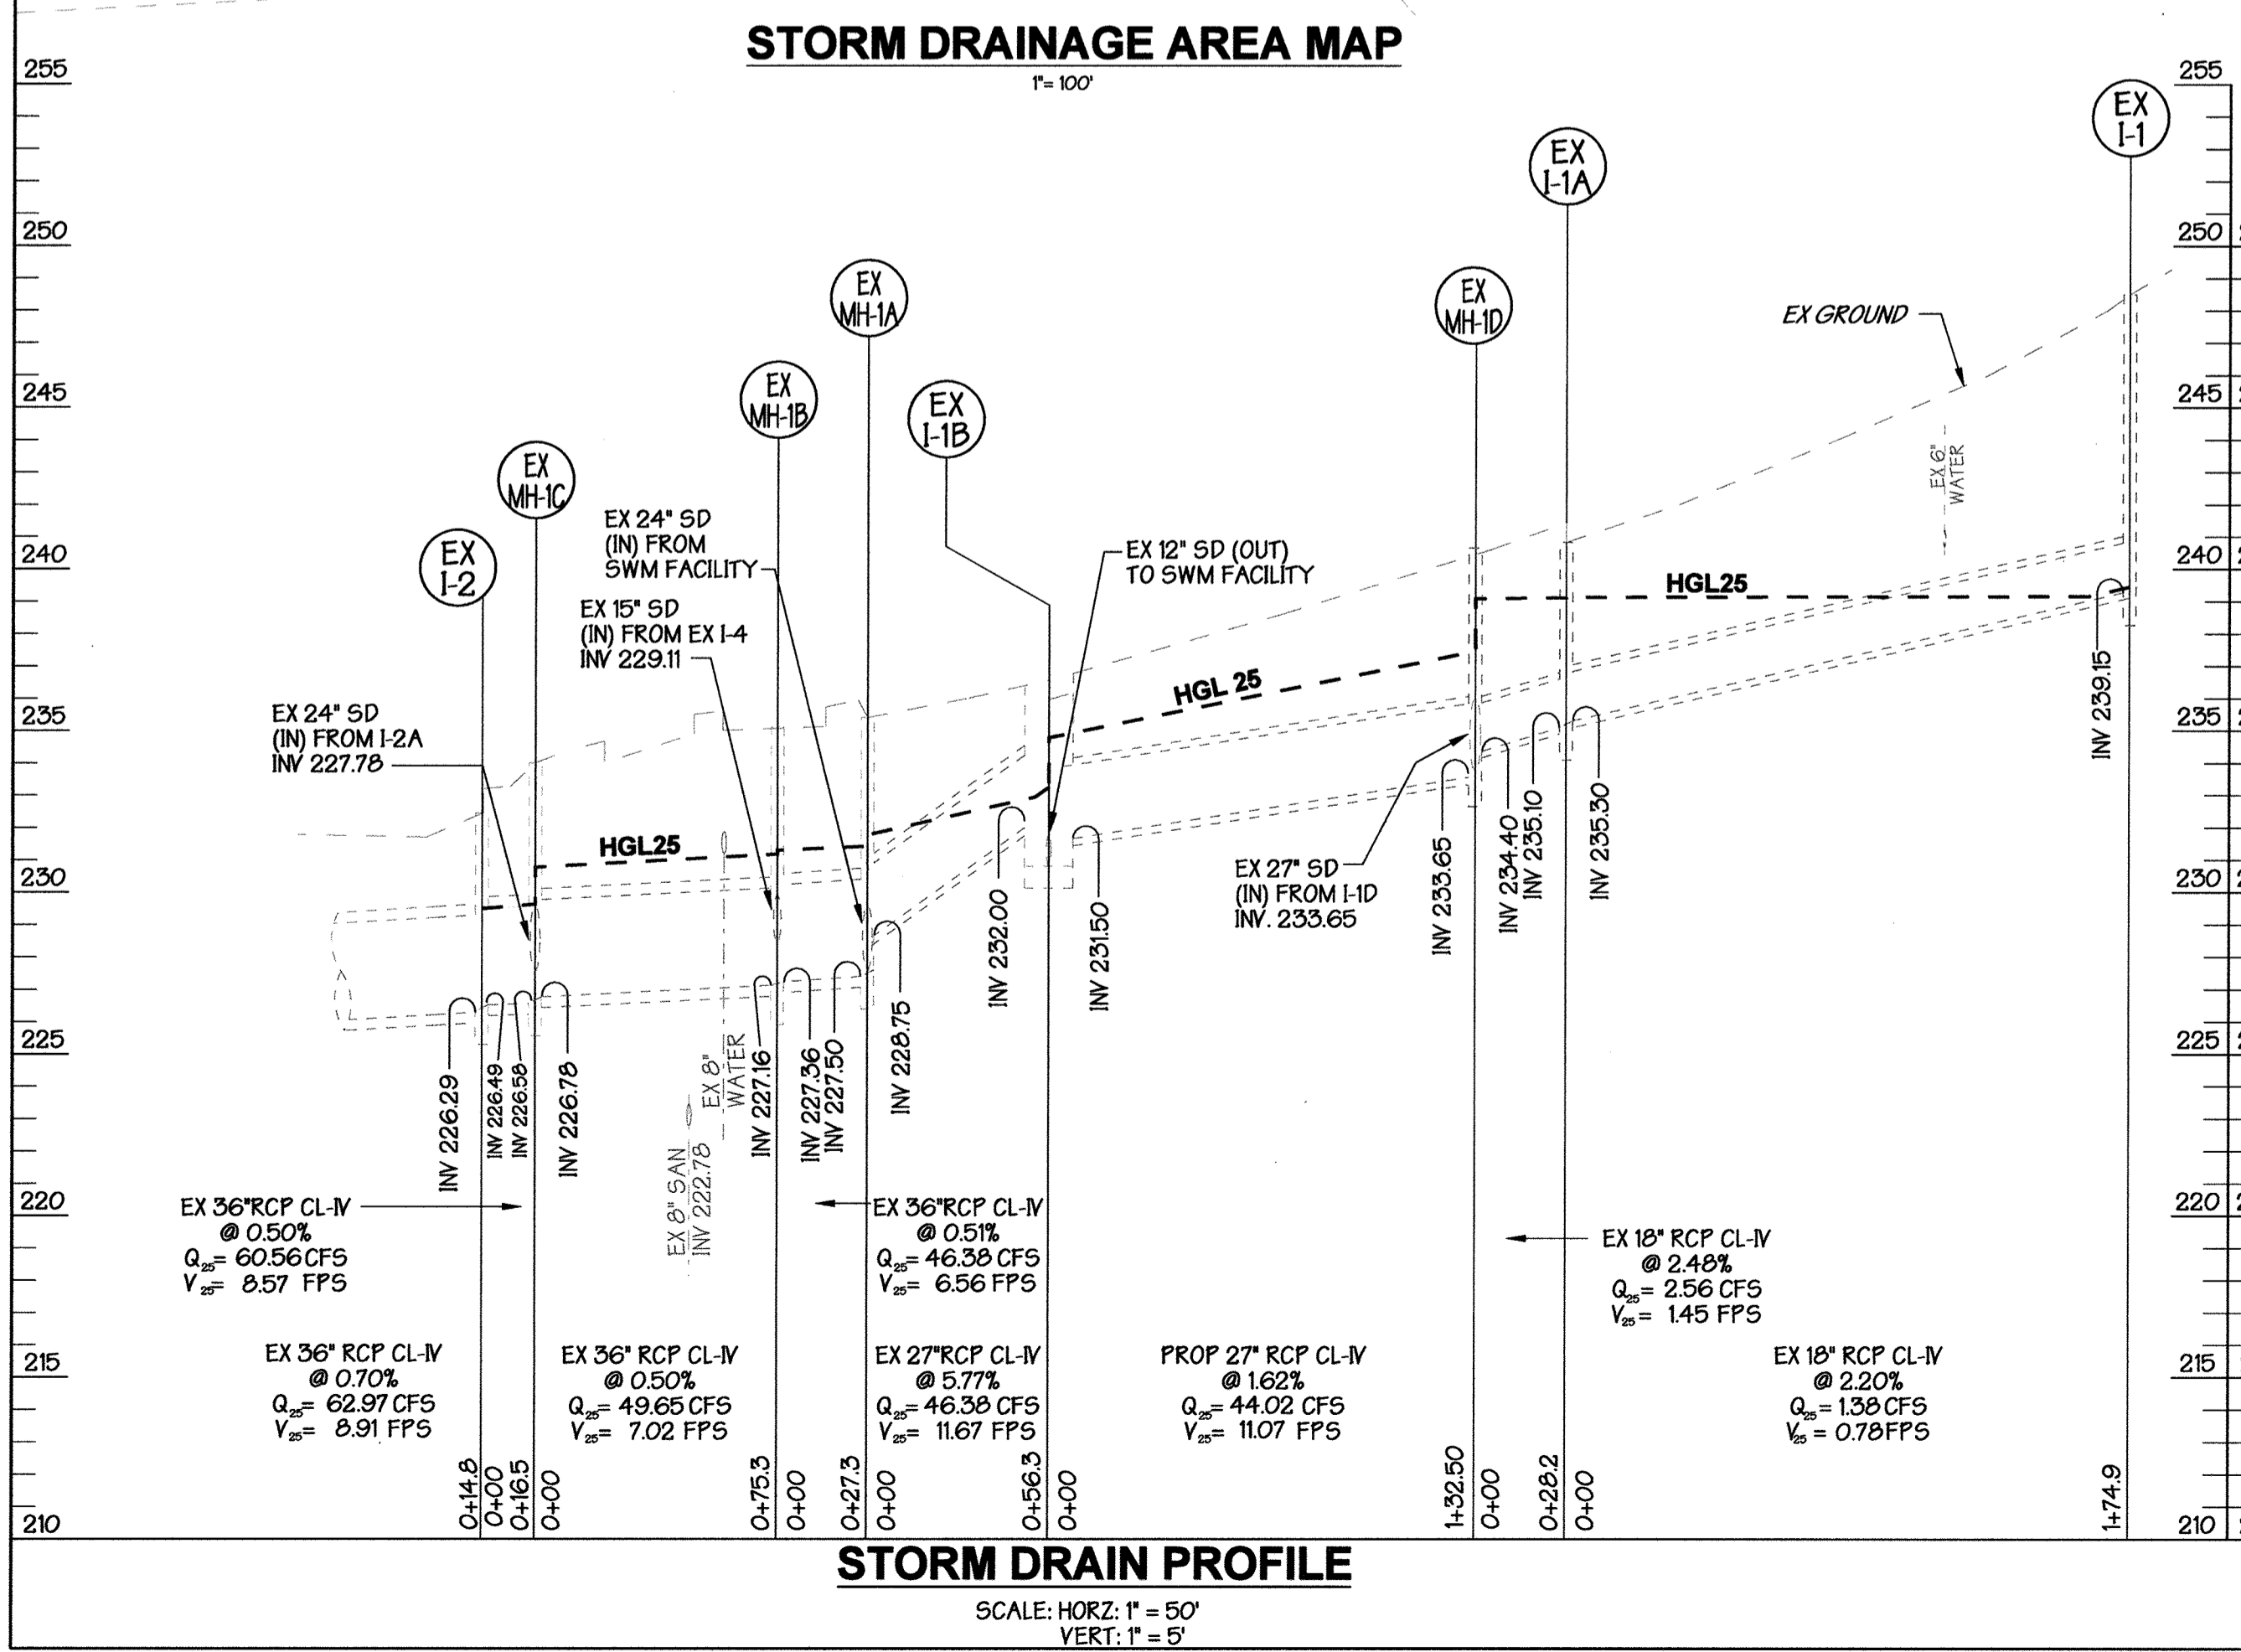 STORM DRAINAGE AREA MAP
1"= 100'
255
250
245
240
235
230
225
220
215
210
255
250
245
240
235
230
225
220
215
210
EX
I-2
EX
MH-1C
EX
MH-1B
EX
MH-1A
EX
I-1B
EX
MH-1D
EX
I-1A
EX
I-1
EX GROUND
EX 6"
WATER
EX 24" SD
(IN) FROM
SWM FACILITY
EX 15" SD
(IN) FROM EX I-4
INV 229.11
EX 24" SD
(IN) FROM I-2A
INV 227.78
EX 12" SD (OUT)
TO SWM FACILITY
EX 27" SD
(IN) FROM I-1D
INV. 233.65
HGL25
HGL 25
HGL25
INV 226.29
INV 226.49
INV 226.58
INV 226.78
EX 8" SAN
INV 222.78
EX 8"
WATER
INV 227.16
INV 227.36
INV 227.50
INV 228.75
INV 232.00
INV 231.50
INV 233.65
INV 234.40
INV 235.10
INV 235.30
INV 239.15
EX 36"RCP CL-IV
@ 0.50%
Q25= 60.56 CFS
V25= 8.57 FPS
EX 36"RCP CL-IV
@ 0.51%
Q25= 46.38 CFS
V25= 6.56 FPS
EX 18" RCP CL-IV
@ 2.48%
Q25= 2.56 CFS
V25= 1.45 FPS
EX 36" RCP CL-IV
@ 0.70%
Q25= 62.97 CFS
V25= 8.91 FPS
EX 36" RCP CL-IV
@ 0.50%
Q25= 49.65 CFS
V25= 7.02 FPS
EX 27"RCP CL-IV
@ 5.77%
Q25= 46.38 CFS
V25= 11.67 FPS
PROP 27" RCP CL-IV
@ 1.62%
Q25= 44.02 CFS
V25= 11.07 FPS
EX 18" RCP CL-IV
@ 2.20%
Q25= 1.38 CFS
V25 = 0.78 FPS
0+14.8
0+00
0+16.5
0+00
0+75.3
0+00
0+27.3
0+00
0+56.3
0+00
1+32.50
0+00
0+28.2
0+00
1+74.9
STORM DRAIN PROFILE
SCALE: HORZ: 1" = 50'
VERT: 1" = 5'